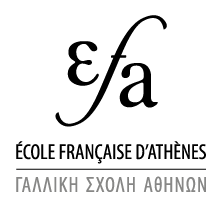 εfa
ÉCOLE FRANÇAISE D'ATHÈNES
ΓΑΛΛΙΚΗ ΣΧΟΛΗ ΑΘΗΝΩΝ